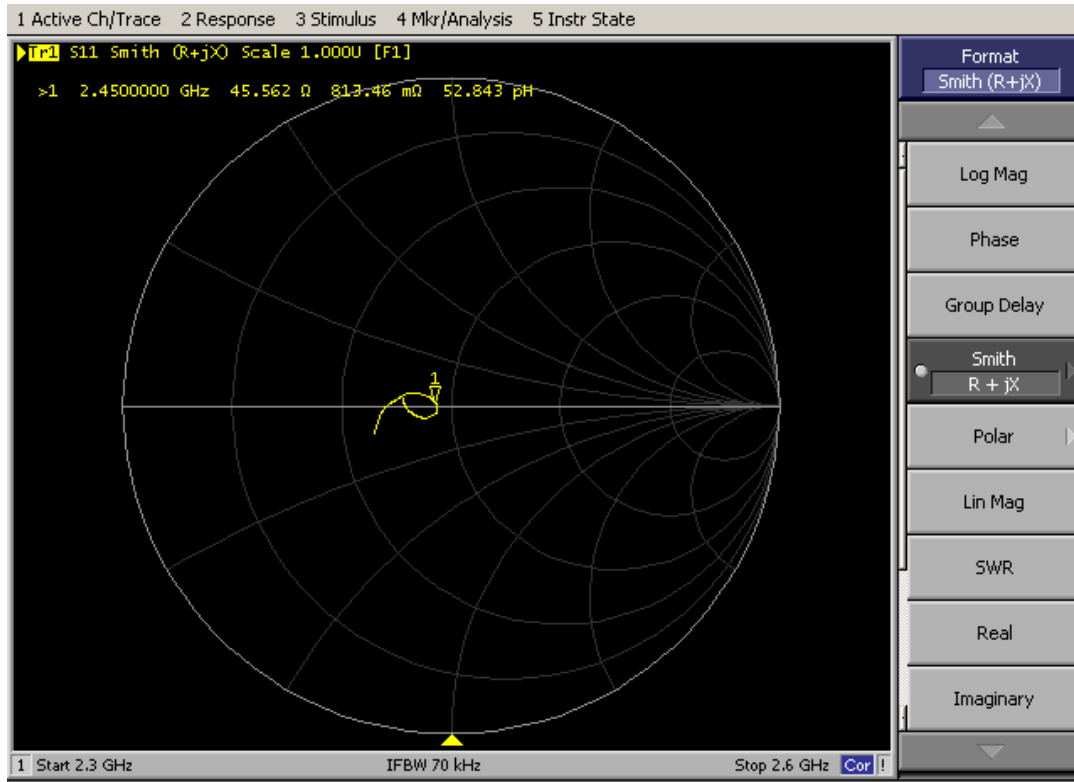 1 Active Ch/Trace 2 Response 3 Stimulus 4 Mkr/Analysis 5 Instr State
Tr1 S11 Smith (R+jX) Scale 1.000U [F1]
>1 2.4500000 GHz 45.562 Ω 813.46 mΩ 52.843 pH
1
Format
Smith (R+jX)
Log Mag
Phase
Group Delay
Smith
R + jX
Polar
Lin Mag
SWR
Real
Imaginary
1 Start 2.3 GHz IFBW 70 kHz Stop 2.6 GHz Cor !